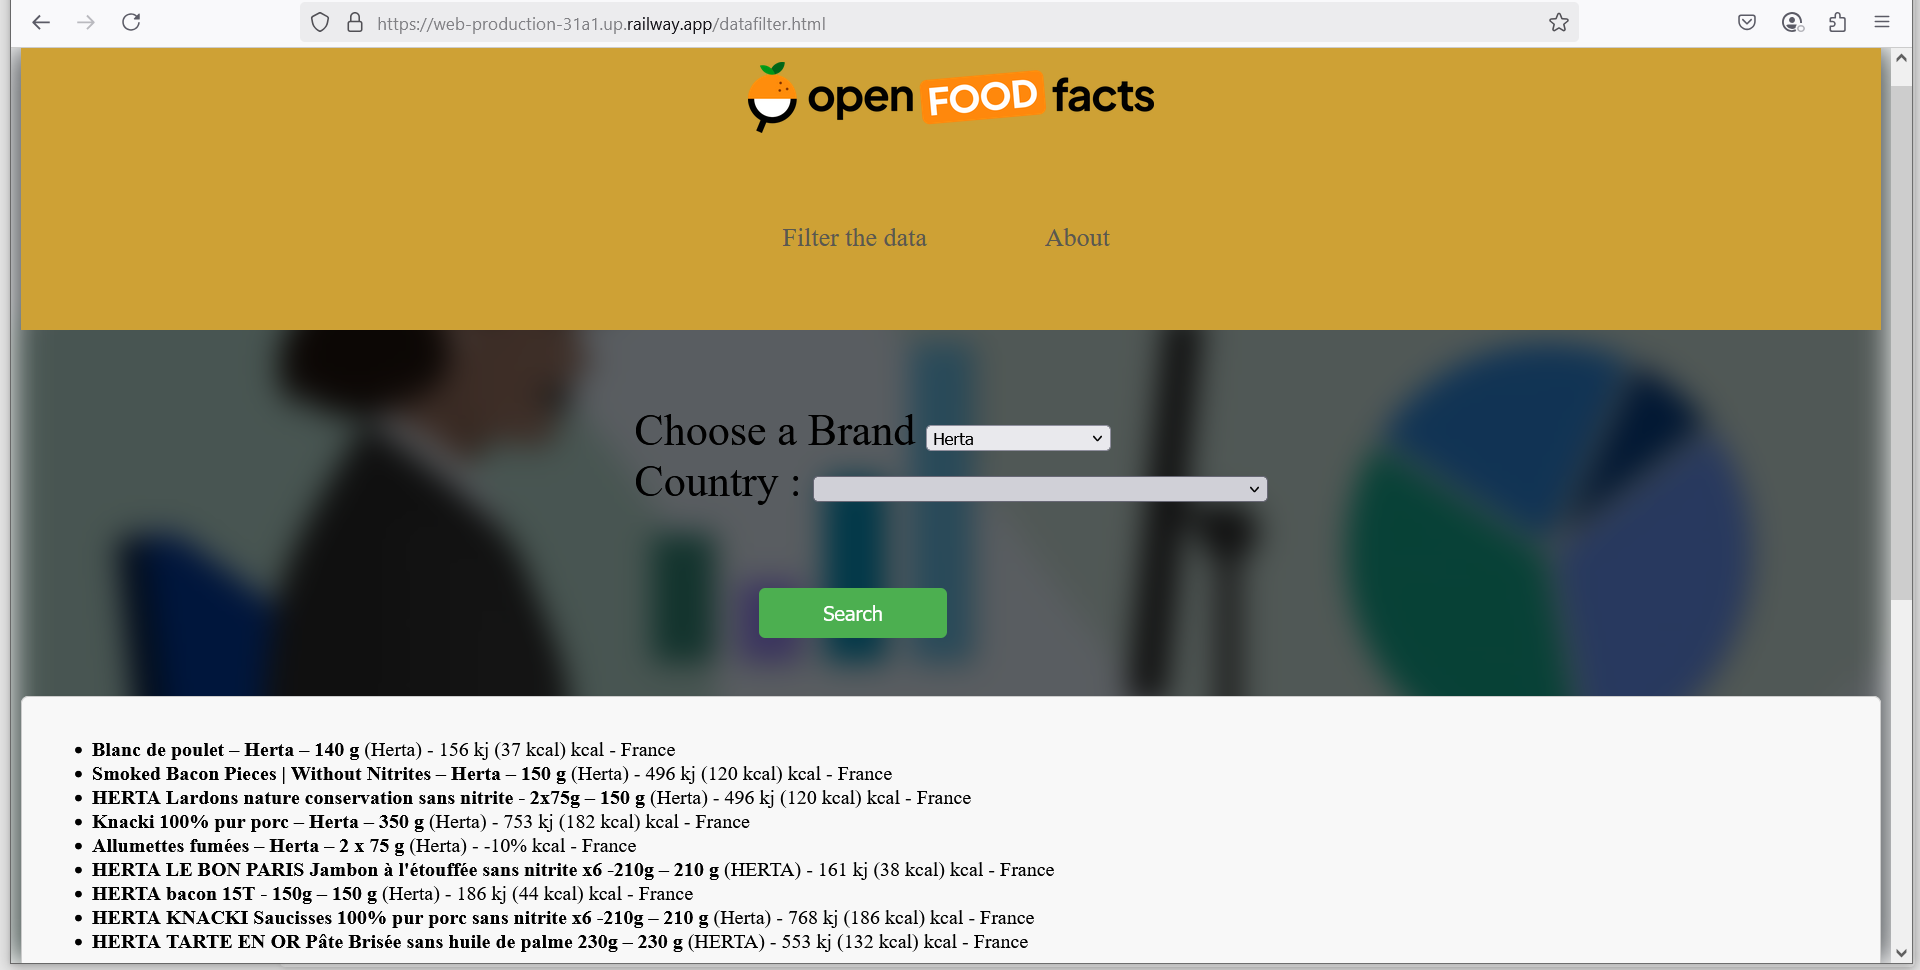 https://web-production-31a1.up.railway.app/datafilter.html
open FOOD facts
Filter the data About
Choose a Brand Herta
Country :
Search
• Blanc de poulet – Herta – 140 g (Herta) - 156 kj (37 kcal) kcal - France
• Smoked Bacon Pieces | Without Nitrites – Herta – 150 g (Herta) - 496 kj (120 kcal) kcal - France
• HERTA Lardons nature conservation sans nitrite - 2x75g – 150 g (Herta) - 496 kj (120 kcal) kcal - France
• Knacki 100% pur porc – Herta – 350 g (Herta) - 753 kj (182 kcal) kcal - France
• Allumettes fumées – Herta – 2 x 75 g (Herta) - -10% kcal - France
• HERTA LE BON PARIS Jambon à l'étouffée sans nitrite x6 -210g – 210 g (HERTA) - 161 kj (38 kcal) kcal - France
• HERTA bacon 15T - 150g – 150 g (Herta) - 186 kj (44 kcal) kcal - France
• HERTA KNACKI Saucisses 100% pur porc sans nitrite x6 -210g – 210 g (Herta) - 768 kj (186 kcal) kcal - France
• HERTA TARTE EN OR Pâte Brisée sans huile de palme 230g – 230 g (HERTA) - 553 kj (132 kcal) kcal - France